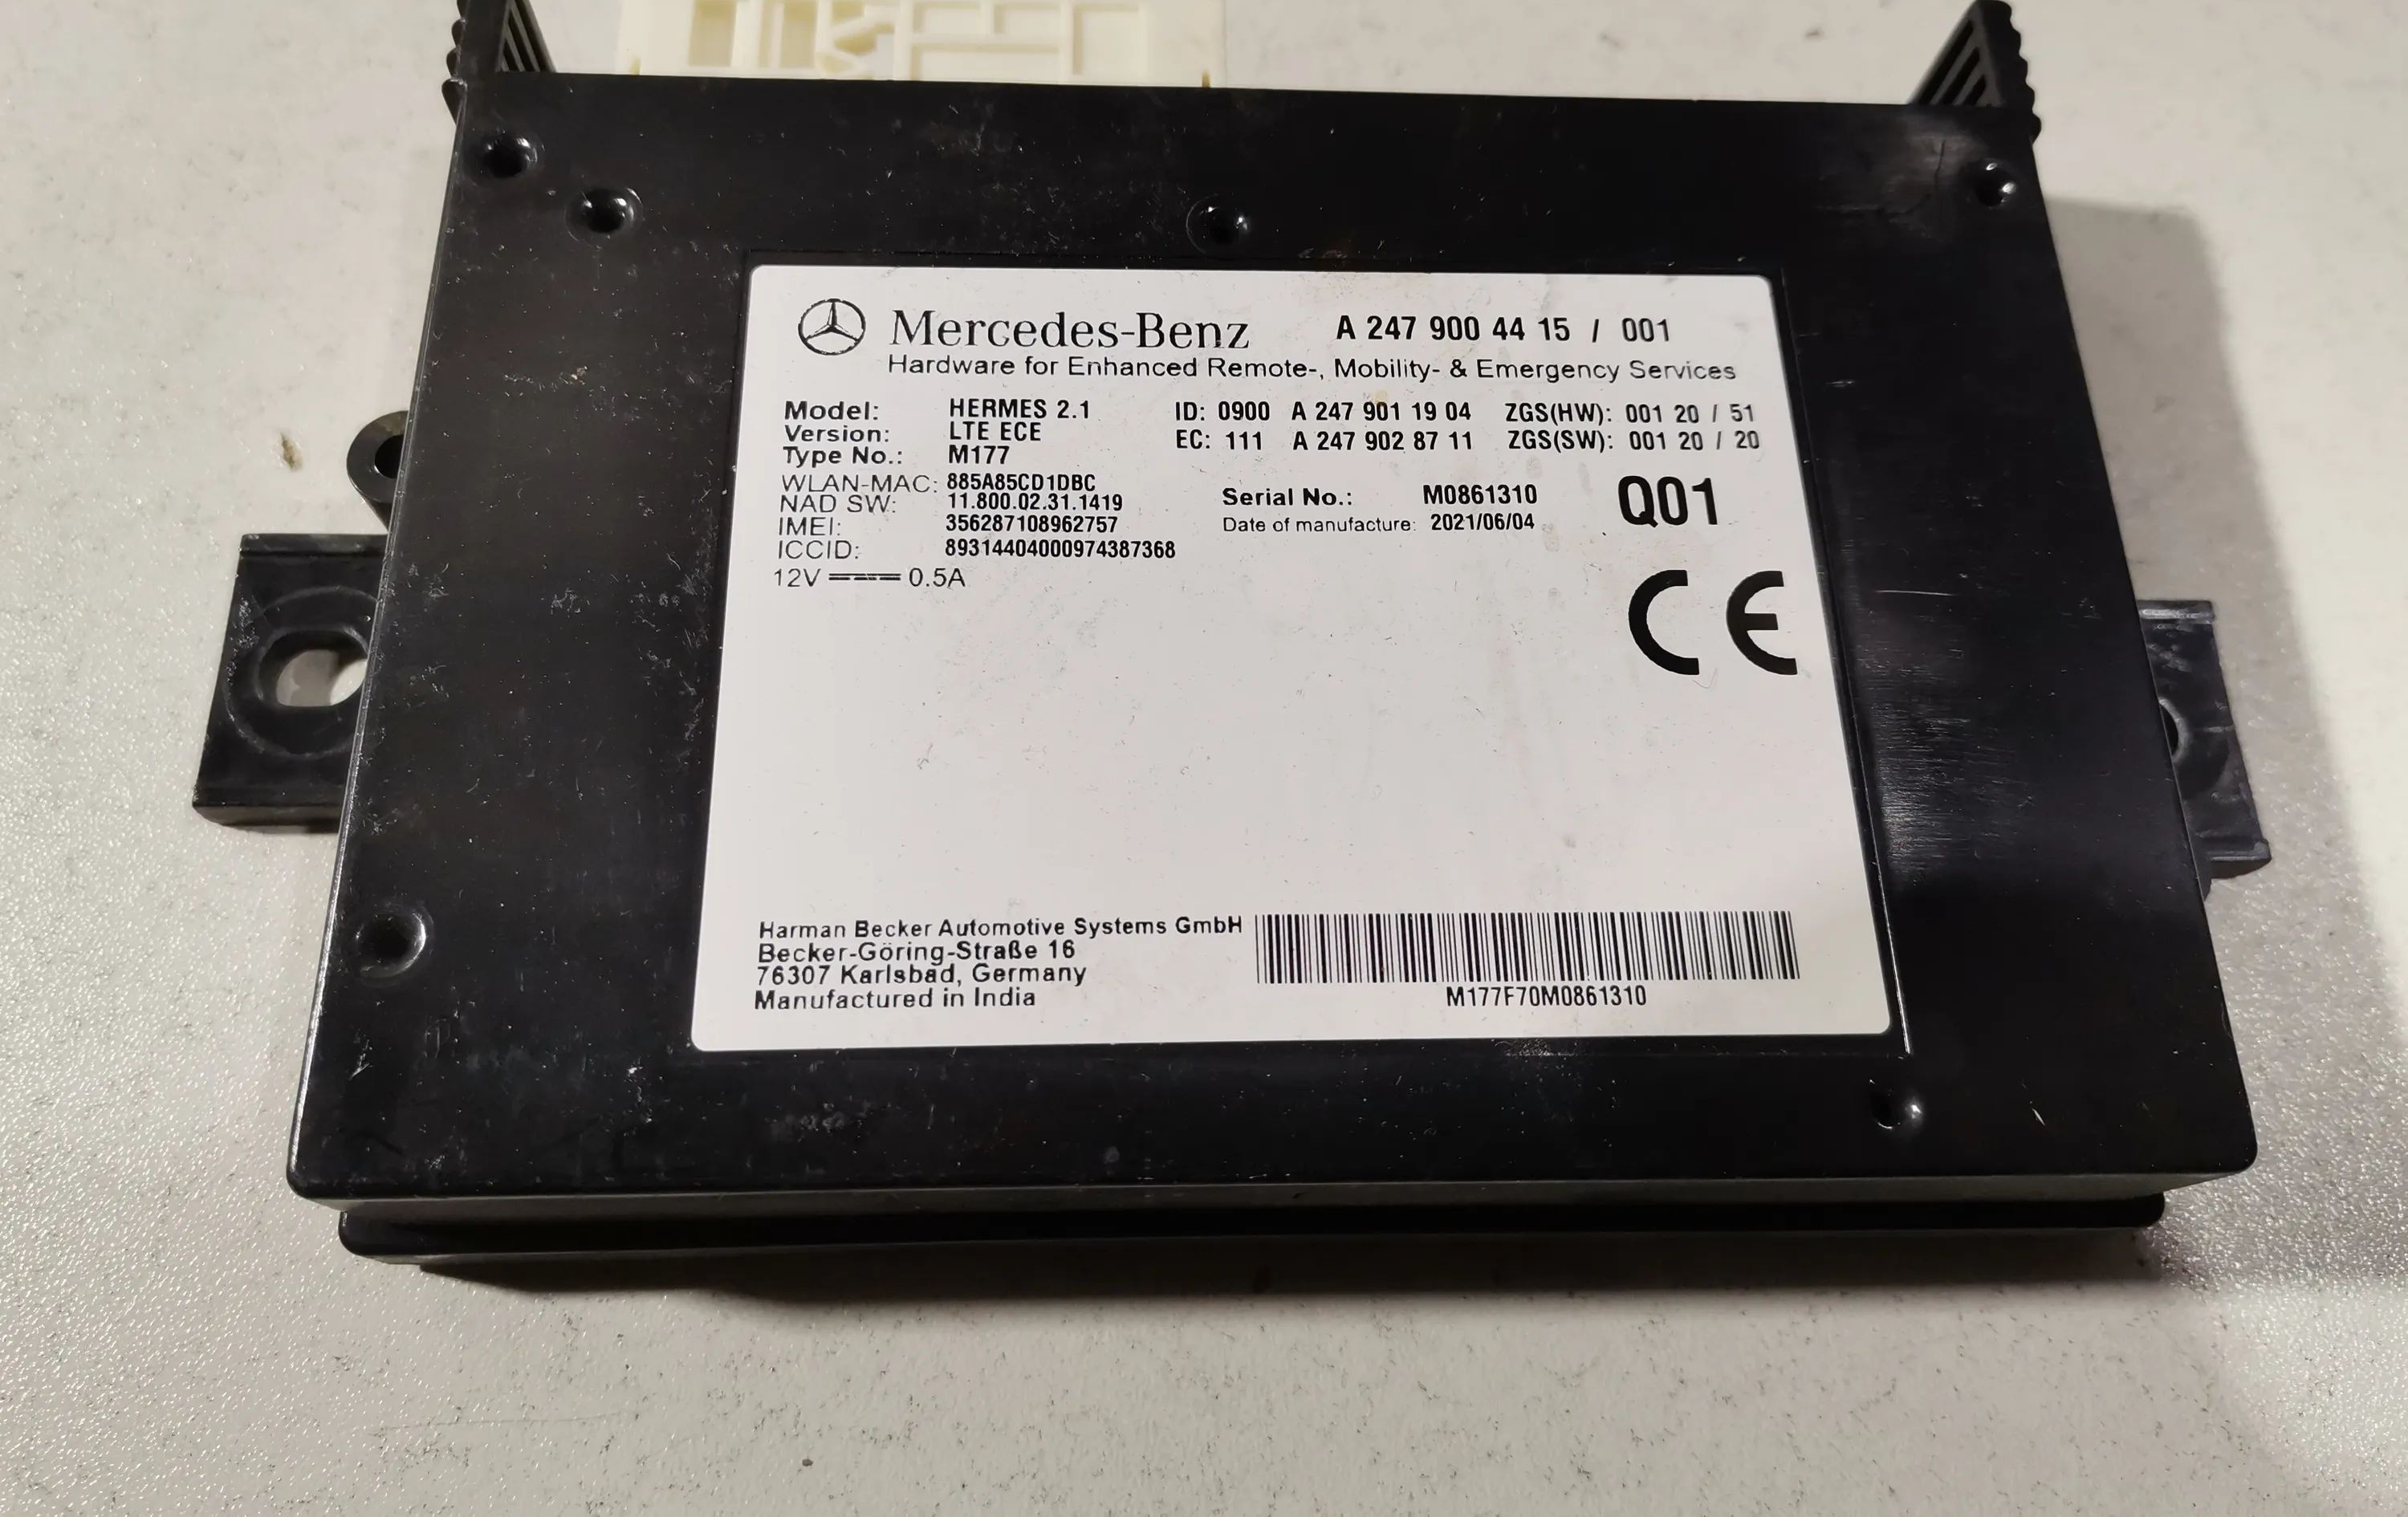 Mercedes-Benz A 247 900 44 15 / 001
Hardware for Enhanced Remote-, Mobility- & Emergency Services
Model: HERMES 2.1 ID: 0900 A 247 901 19 04 ZGS(HW): 001 20 / 51
Version: LTE ECE EC: 111 A 247 902 87 11 ZGS(SW): 001 20 / 20
Type No.: M177
WLAN-MAC: 885A85CD1DBC
NAD SW: 11.800.02.31.1419 Serial No.: M0861310 Q01
IMEI: 356287108962757 Date of manufacture: 2021/06/04
ICCID: 89314404000974387368
12V 0.5A
CE
Harman Becker Automotive Systems GmbH
Becker-Göring-Straße 16
76307 Karlsbad, Germany
Manufactured in India
M177F70M0861310